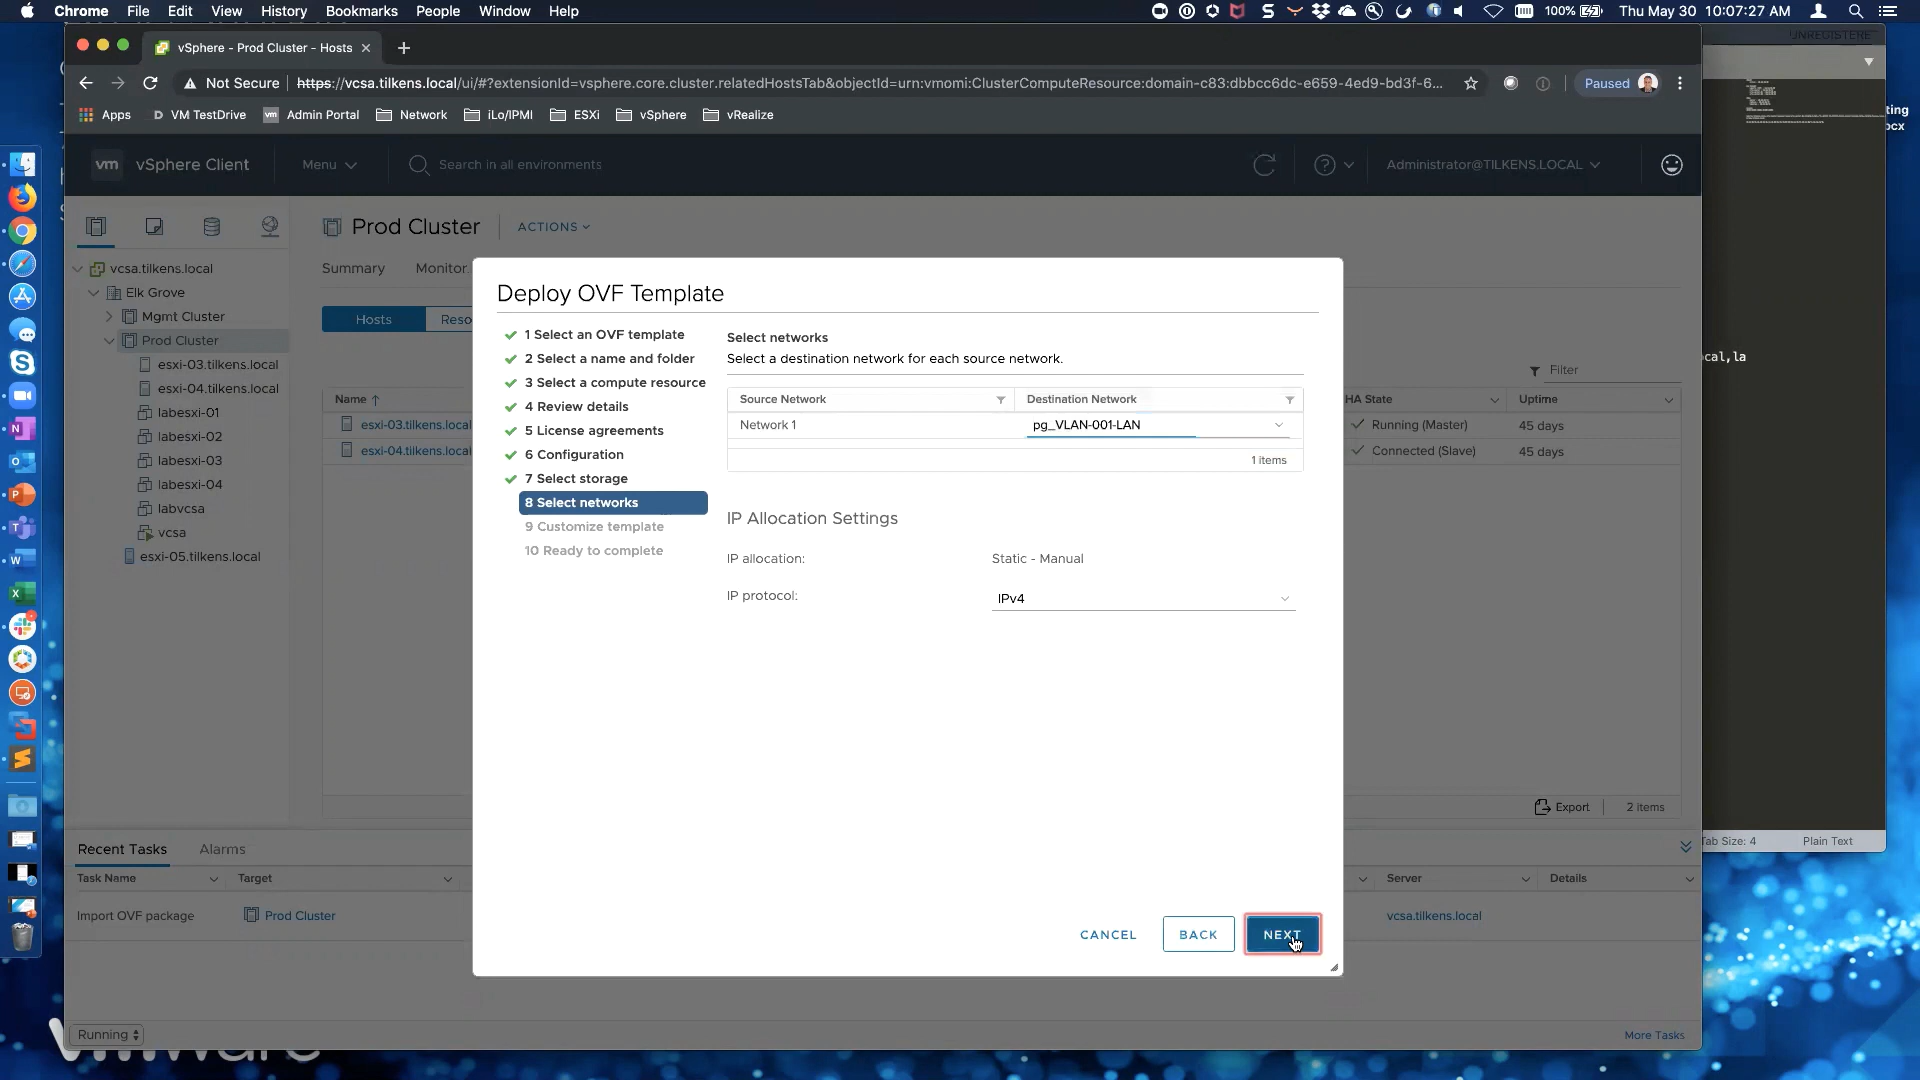 Chrome File Edit View History Bookmarks People Window Help
100% Thu May 30 10:07:27 AM
UNREGISTERE
vSphere - Prod Cluster - Hosts
Not Secure https://vcsa.tilkens.local/ui/#?extensionId=vsphere.core.cluster.relatedHostsTab&objectId=urn:vmomi:ClusterComputeResource:domain-c83:dbbcc6dc-e659-4ed9-bd3f-6... Paused
Apps VM TestDrive vm Admin Portal Network iLo/IPMI ESXi vSphere vRealize
ting
ocx
vm vSphere Client Menu Search in all environments Administrator@TILKENS.LOCAL
Prod Cluster ACTIONS
Summary Monitor
Hosts Reso
vcsa.tilkens.local
Elk Grove
Mgmt Cluster
Prod Cluster
esxi-03.tilkens.local
esxi-04.tilkens.local
labesxi-01
labesxi-02
labesxi-03
labesxi-04
labvcsa
vcsa
esxi-05.tilkens.local
Name
esxi-03.tilkens.local
esxi-04.tilkens.local
Deploy OVF Template
1 Select an OVF template
2 Select a name and folder
3 Select a compute resource
4 Review details
5 License agreements
6 Configuration
7 Select storage
8 Select networks
9 Customize template
10 Ready to complete
Select networks
Select a destination network for each source network.
Source Network Destination Network
Network 1 pg_VLAN-001-LAN
1 items
IP Allocation Settings
IP allocation: Static - Manual
IP protocol: IPv4
CANCEL BACK NEXT
Filter
HA State Uptime
Running (Master) 45 days
Connected (Slave) 45 days
Export 2 items
ocal,la
Tab Size: 4 Plain Text
Recent Tasks Alarms
Task Name Target Server Details
Import OVF package Prod Cluster vcsa.tilkens.local
Running More Tasks
vmware